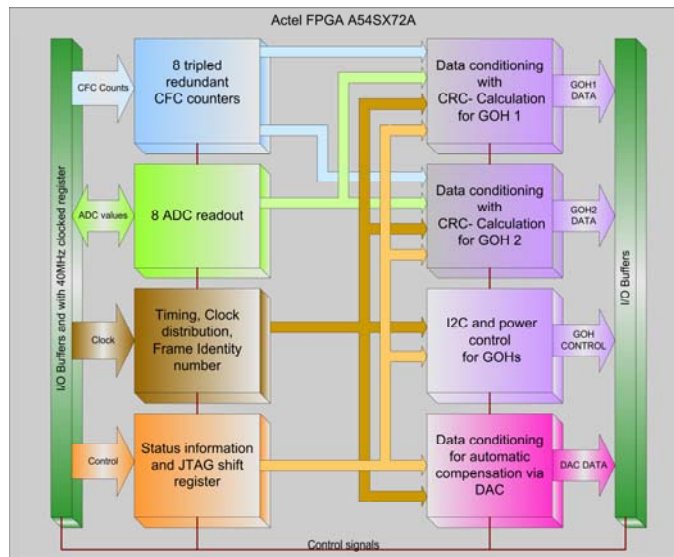 Actel FPGA A54SX72A
I/O Buffers and with 40MHz clocked register
CFC Counts
8 tripled
redundant
CFC counters
Data conditioning
with
CRC- Calculation
for GOH 1
GOH1
DATA
ADC values
8 ADC readout
Data conditioning
with
CRC- Calculation
for GOH 2
GOH2
DATA
I/O Buffers
Clock
Timing, Clock
distribution,
Frame Identity
number
I2C and power
control
for GOHs
GOH
CONTROL
Control
Status information
and JTAG shift
register
Data conditioning
for automatic
compensation via
DAC
DAC DATA
Control signals